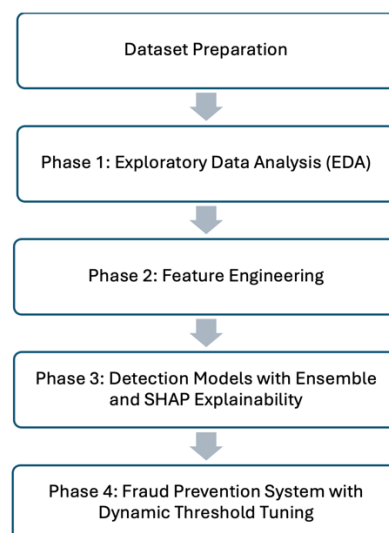 Dataset Preparation
Phase 1: Exploratory Data Analysis (EDA)
Phase 2: Feature Engineering
Phase 3: Detection Models with Ensemble
and SHAP Explainability
Phase 4: Fraud Prevention System with
Dynamic Threshold Tuning